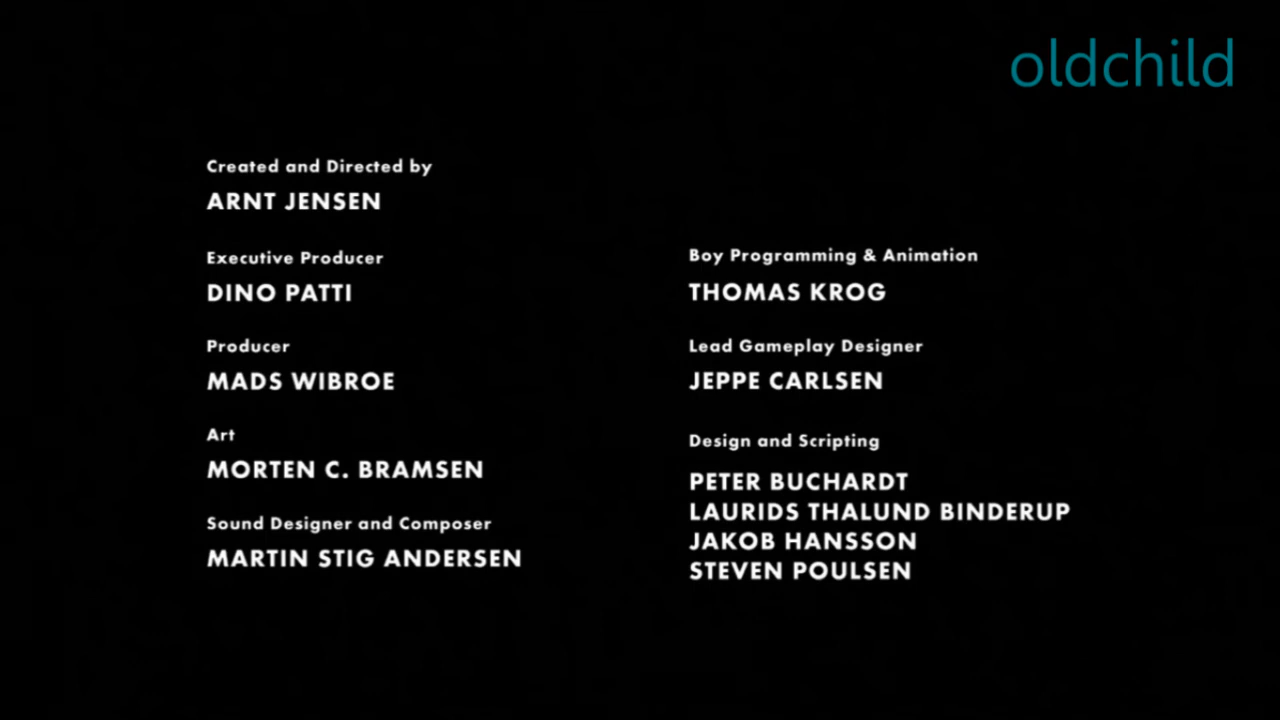 oldchild
Created and Directed by
ARNT JENSEN
Executive Producer
DINO PATTI
Producer
MADS WIBROE
Art
MORTEN C. BRAMSEN
Sound Designer and Composer
MARTIN STIG ANDERSEN
Boy Programming & Animation
THOMAS KROG
Lead Gameplay Designer
JEPPE CARLSEN
Design and Scripting
PETER BUCHARDT
LAURIDS THALUND BINDERUP
JAKOB HANSSON
STEVEN POULSEN